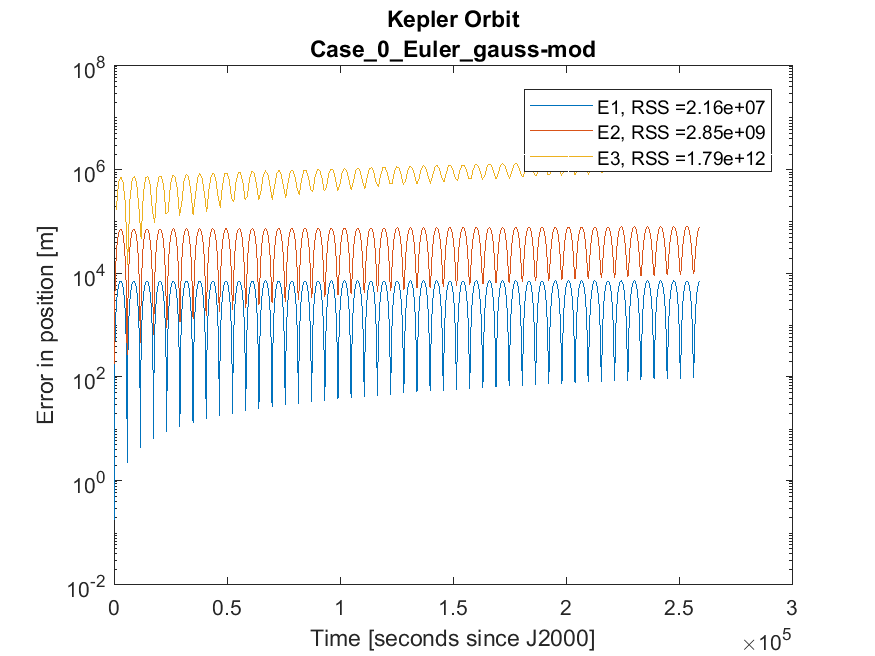 Kepler Orbit
Case_0_Euler_gauss-mod
10^8
10^6
10^4
10^2
10^0
10^-2
Error in position [m]
E1, RSS =2.16e+07
E2, RSS =2.85e+09
E3, RSS =1.79e+12
0 0.5 1 1.5 2 2.5 3
Time [seconds since J2000]
×10^5